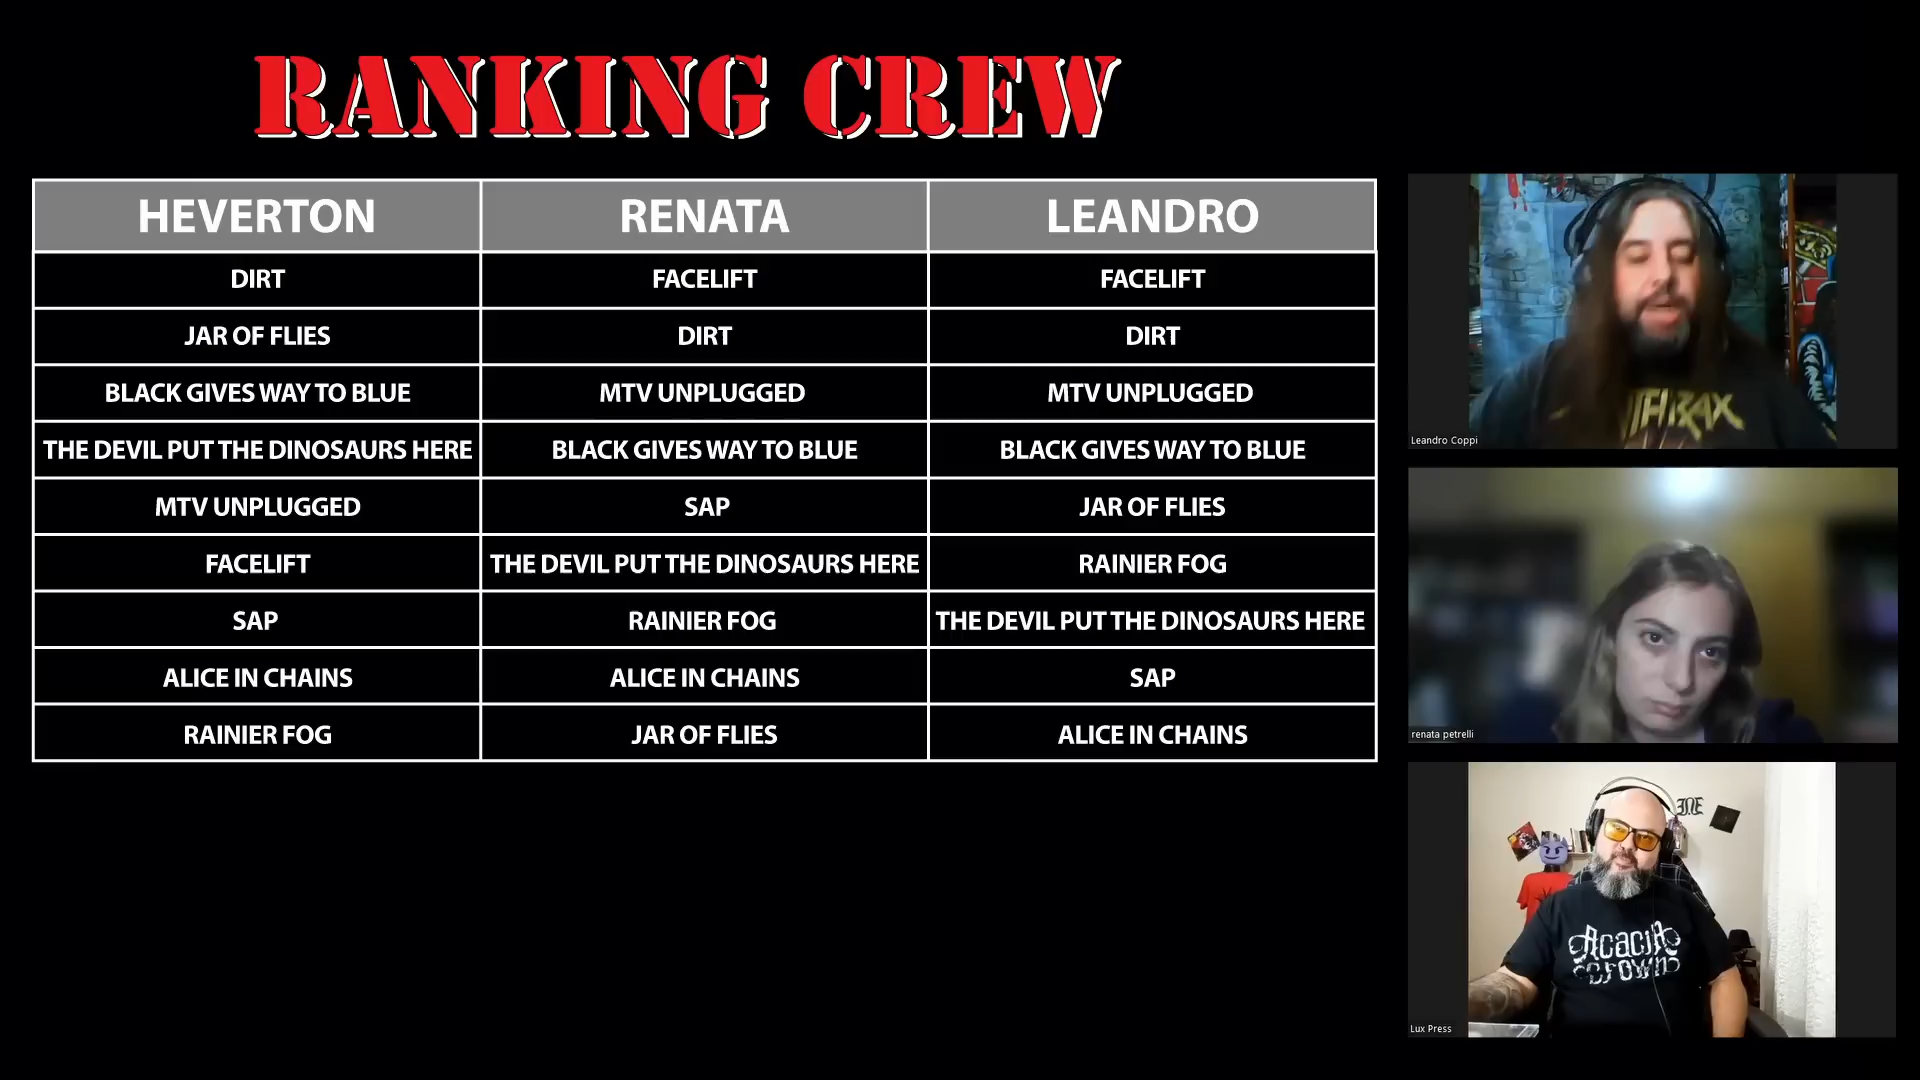 RANKING CREW
HEVERTON RENATA LEANDRO
DIRT FACELIFT FACELIFT
JAR OF FLIES DIRT DIRT
BLACK GIVES WAY TO BLUE MTV UNPLUGGED MTV UNPLUGGED
THE DEVIL PUT THE DINOSAURS HERE BLACK GIVES WAY TO BLUE BLACK GIVES WAY TO BLUE
MTV UNPLUGGED SAP JAR OF FLIES
FACELIFT THE DEVIL PUT THE DINOSAURS HERE RAINIER FOG
SAP RAINIER FOG THE DEVIL PUT THE DINOSAURS HERE
ALICE IN CHAINS ALICE IN CHAINS SAP
RAINIER FOG JAR OF FLIES ALICE IN CHAINS
Leandro Coppi
renata petrelli
Acacia
Crown
Lux Press